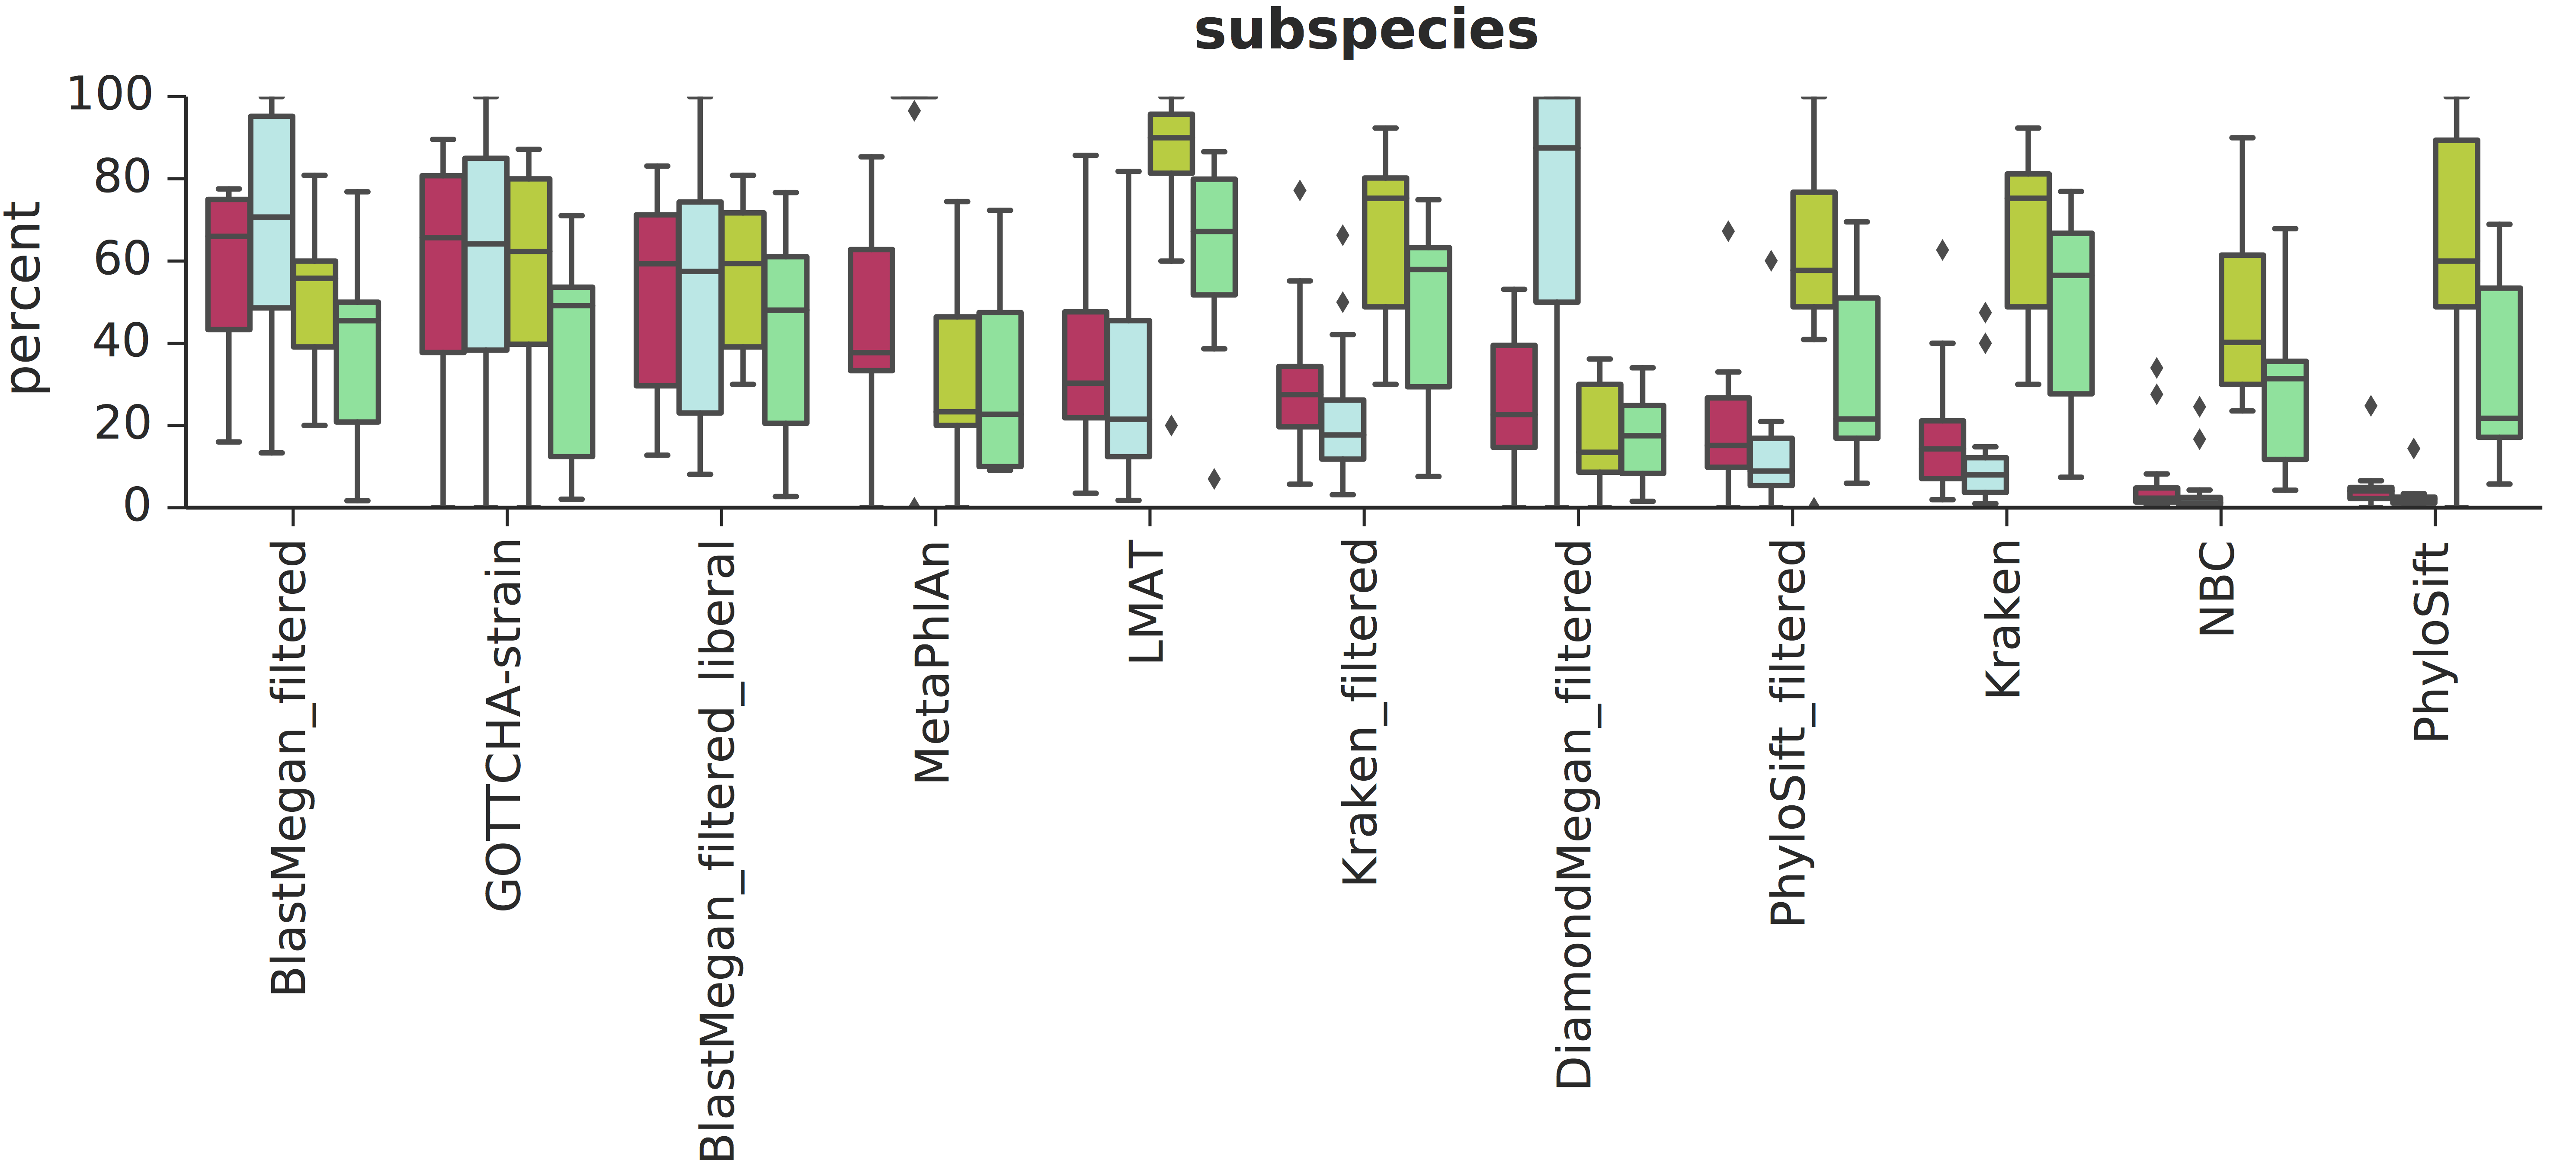 subspecies
percent
100
80
60
40
20
0
BlastMegan_filtered
GOTTCHA-strain
BlastMegan_filtered_liberal
MetaPhlAn
LMAT
Kraken_filtered
DiamondMegan_filtered
PhyloSift_filtered
Kraken
NBC
PhyloSift